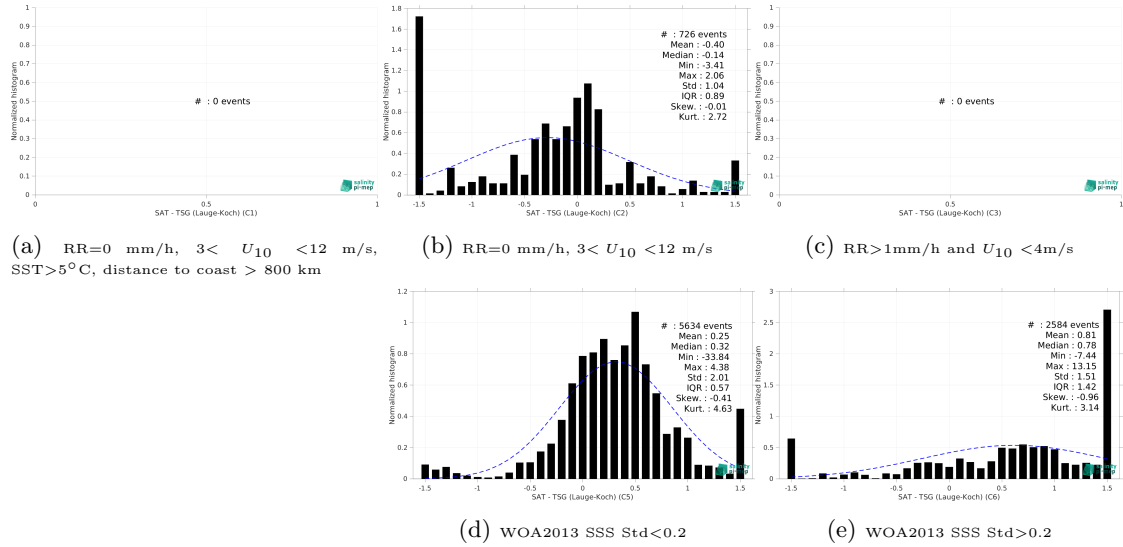 1
0.9
0.8
0.7
0.6
0.5
0.4
0.3
0.2
0.1
0
Normalized histogram
# : 0 events
salinity
pi-mep
0 0.5 1
SAT - TSG (Lauge-Koch) (C1)
1.8
1.6
1.4
1.2
1
0.8
0.6
0.4
0.2
0
Normalized histogram
# : 726 events
Mean : -0.40
Median : -0.14
Min : -3.41
Max : 2.06
Std : 1.04
IQR : 0.89
Skew. : -0.01
Kurt. : 2.72
salinity
pi-mep
-1.5 -1 -0.5 0 0.5 1 1.5
SAT - TSG (Lauge-Koch) (C2)
1
0.9
0.8
0.7
0.6
0.5
0.4
0.3
0.2
0.1
0
Normalized histogram
# : 0 events
salinity
pi-mep
0 0.5 1
SAT - TSG (Lauge-Koch) (C3)
(a) RR=0 mm/h, 3< U10 <12 m/s,
SST>5°C, distance to coast > 800 km
(b) RR=0 mm/h, 3< U10 <12 m/s
(c) RR>1mm/h and U10 <4m/s
1.2
1
0.8
0.6
0.4
0.2
0
Normalized histogram
# : 5634 events
Mean : 0.25
Median : 0.32
Min : -33.84
Max : 4.38
Std : 2.01
IQR : 0.57
Skew. : -0.41
Kurt. : 4.63
salinity
pi-mep
-1.5 -1 -0.5 0 0.5 1 1.5
SAT - TSG (Lauge-Koch) (C5)
3
2.5
2
1.5
1
0.5
0
Normalized histogram
# : 2584 events
Mean : 0.81
Median : 0.78
Min : -7.44
Max : 13.15
Std : 1.51
IQR : 1.42
Skew. : -0.96
Kurt. : 3.14
salinity
pi-mep
-1.5 -1 -0.5 0 0.5 1 1.5
SAT - TSG (Lauge-Koch) (C6)
(d) WOA2013 SSS Std<0.2
(e) WOA2013 SSS Std>0.2